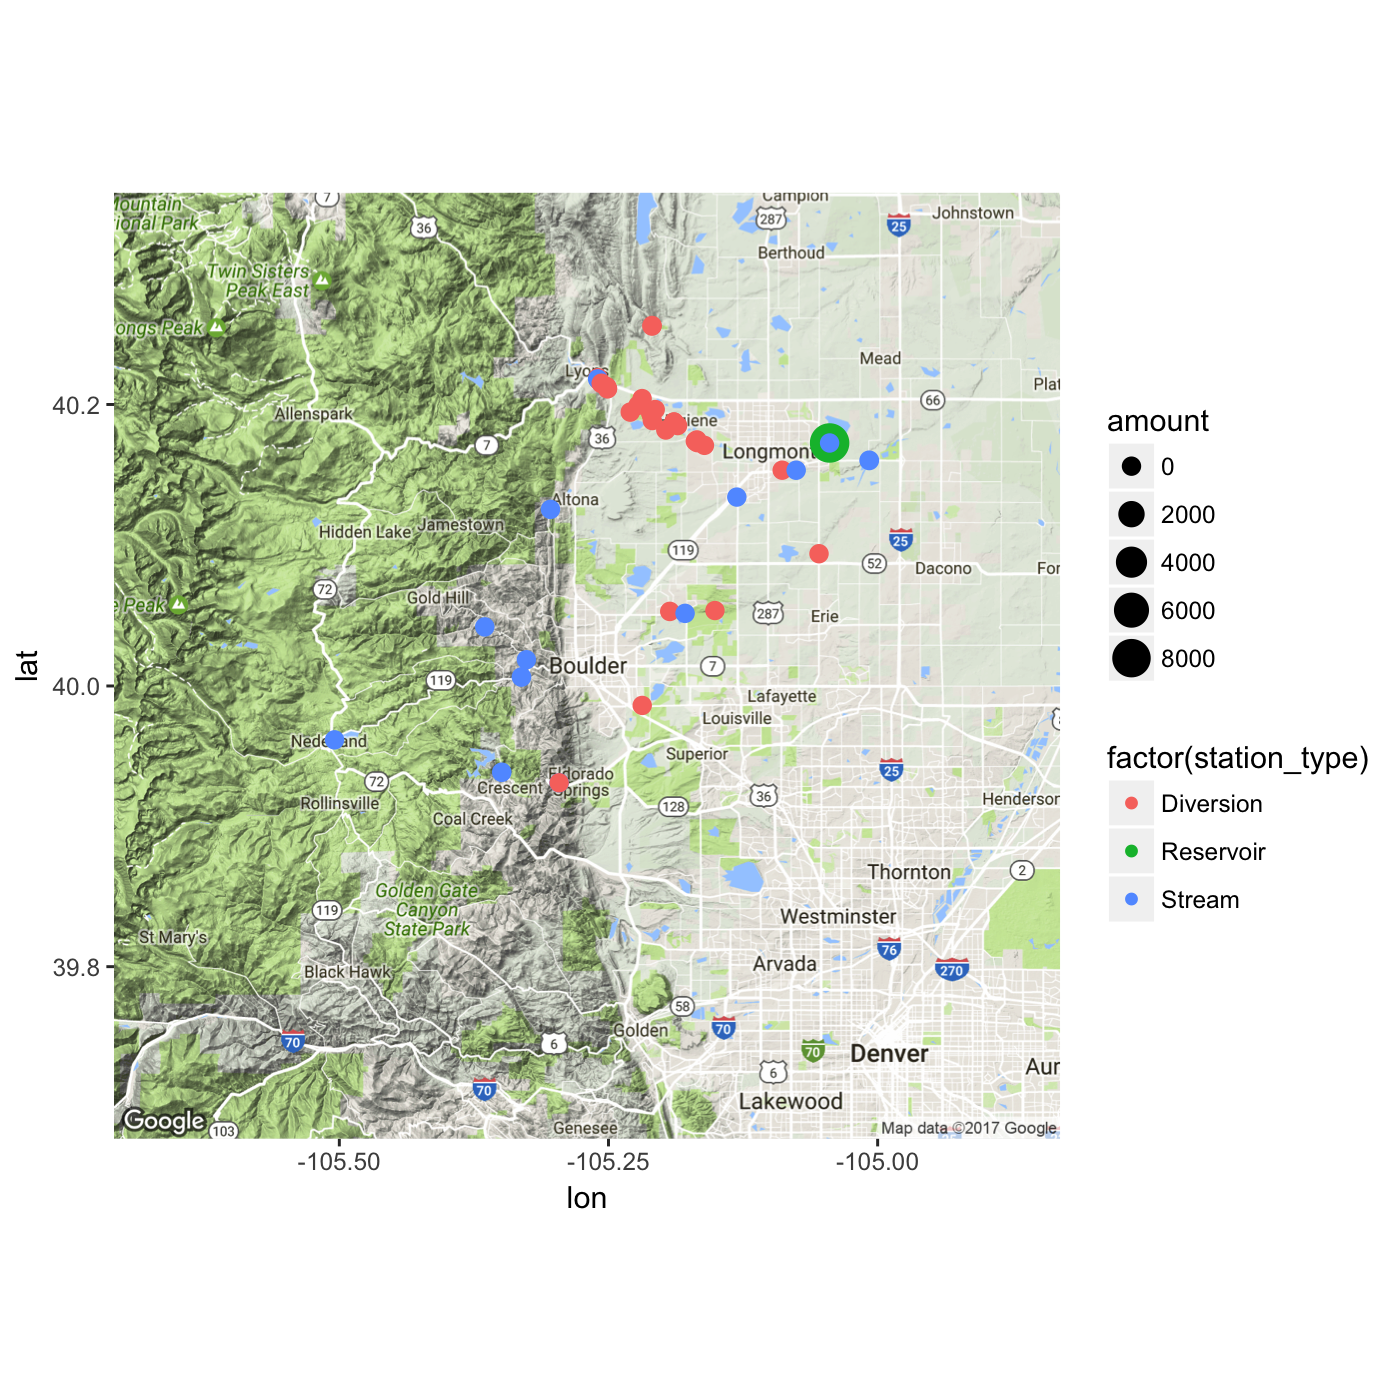 7
Campion
Mountain
ional Park
287
25
Johnstown
36
Berthoud
Twin Sisters
Peak East
ongs Peak
Mead
Lyons
Plat
40.2
66
Allenspark
36
7
Longmont
Altona
Jamestown
Hidden Lake
25
119
52
Dacono
For
72
Gold Hill
e Peak
287
Erie
Boulder
7
119
40.0
Lafayette
Louisville
Nederland
Superior
25
72
Eldorado
Springs
Crescent
36
Henderson
Rollinsville
128
Coal Creek
Thornton
2
Golden Gate
Canyon
State Park
119
Westminster
St Mary's
76
Arvada
270
39.8
Black Hawk
58
70
Golden
70
6
70
Denver
6
Aur
70
Lakewood
Google
103
Genesee
Map data ©2017 Google
-105.50
-105.25
-105.00
lon
lat
amount
0
2000
4000
6000
8000
factor(station_type)
Diversion
Reservoir
Stream